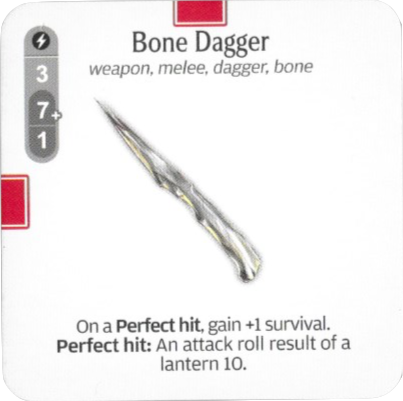 Bone Dagger
weapon, melee, dagger, bone
3
7+
1
On a Perfect hit, gain +1 survival.
Perfect hit: An attack roll result of a
lantern 10.